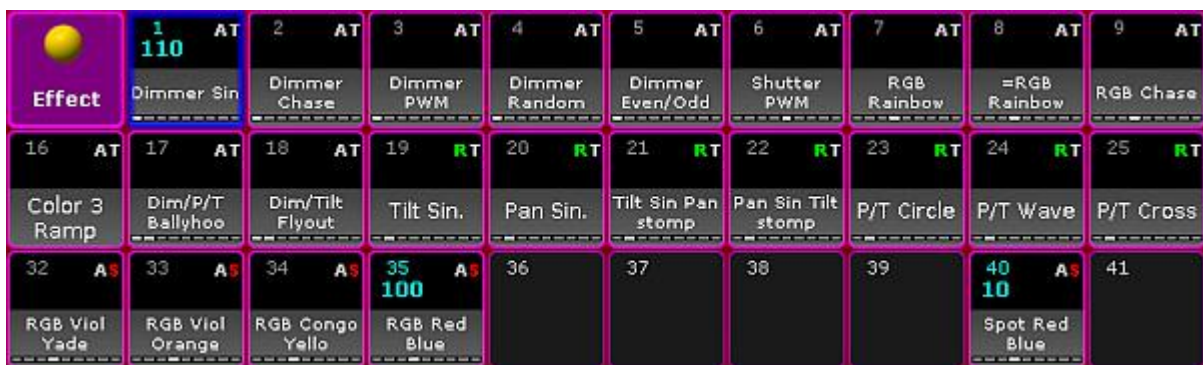 Effect
1 AT
110
Dimmer Sin
2 AT
Dimmer
Chase
3 AT
Dimmer
PWM
4 AT
Dimmer
Random
5 AT
Dimmer
Even/Odd
6 AT
Shutter
PWM
7 AT
RGB
Rainbow
8 AT
=RGB
Rainbow
9 AT
RGB Chase
16 AT
Color 3
Ramp
17 AT
Dim/P/T
Ballyhoo
18 AT
Dim/Tilt
Flyout
19 RT
Tilt Sin.
20 RT
Pan Sin.
21 RT
Tilt Sin Pan
stomp
22 RT
Pan Sin Tilt
stomp
23 RT
P/T Circle
24 RT
P/T Wave
25 RT
P/T Cross
32 AS
RGB Viol
Yade
33 AS
RGB Viol
Orange
34 AS
RGB Congo
Yello
35 AS
100
RGB Red
Blue
36
37
38
39
40 AS
10
Spot Red
Blue
41